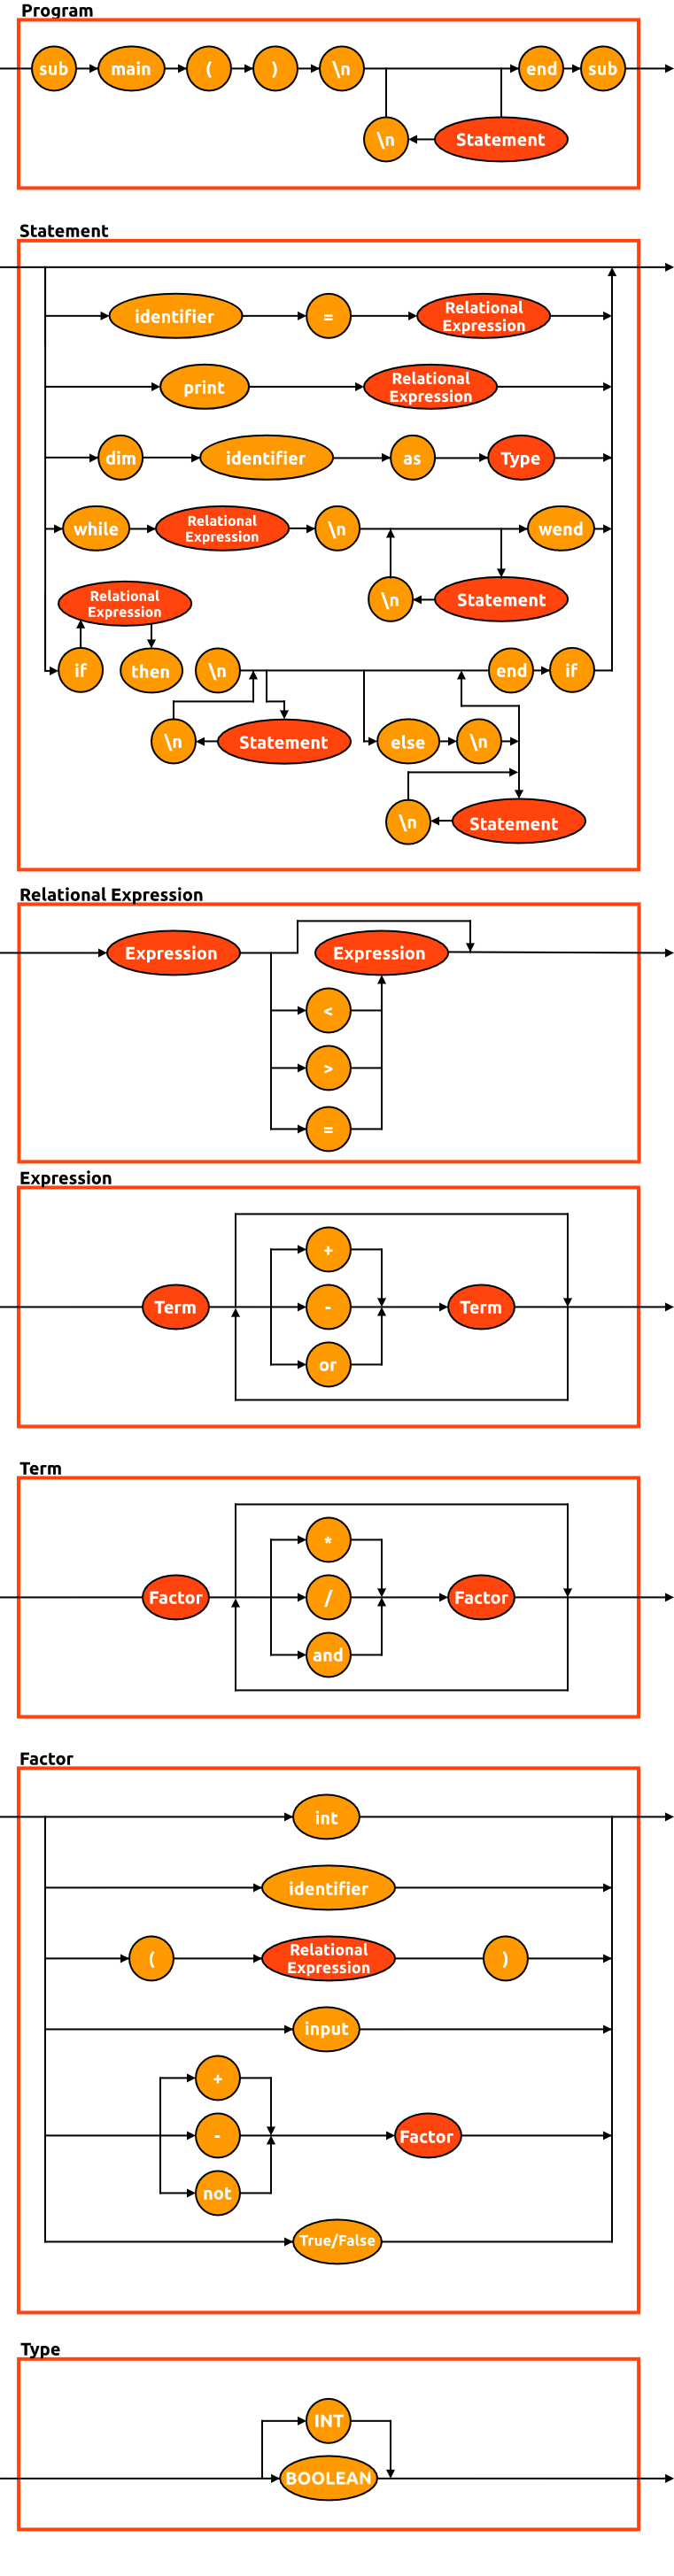 Program
sub main ( ) \n end sub
\n Statement
Statement
identifier = Relational
Expression
print Relational
Expression
dim identifier as Type
while Relational
Expression \n wend
\n Statement
Relational
Expression
if then \n end if
\n Statement else \n
\n Statement
Relational Expression
Expression Expression
<
>
=
Expression
+
Term - Term
or
Term
*
Factor / Factor
and
Factor
int
identifier
( Relational
Expression )
input
+
- Factor
not
True/False
Type
INT
BOOLEAN